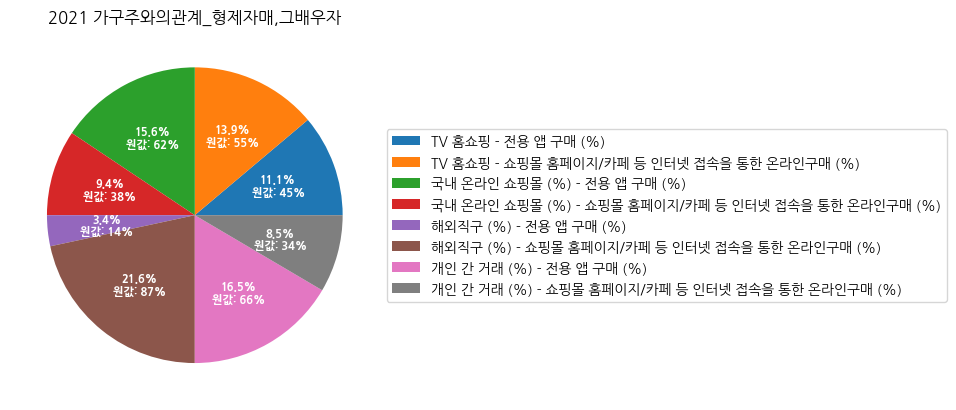 2021 가구주와의관계_형제자매,그배우자
15.6%
원값: 62%
13.9%
원값: 55%
9.4%
원값: 38%
11.1%
원값: 45%
3.4%
원값: 14%
8.5%
원값: 34%
21.6%
원값: 87%
16.5%
원값: 66%
TV 홈쇼핑 - 전용 앱 구매 (%)
TV 홈쇼핑 - 쇼핑몰 홈페이지/카페 등 인터넷 접속을 통한 온라인구매 (%)
국내 온라인 쇼핑몰 (%) - 전용 앱 구매 (%)
국내 온라인 쇼핑몰 (%) - 쇼핑몰 홈페이지/카페 등 인터넷 접속을 통한 온라인구매 (%)
해외직구 (%) - 전용 앱 구매 (%)
해외직구 (%) - 쇼핑몰 홈페이지/카페 등 인터넷 접속을 통한 온라인구매 (%)
개인 간 거래 (%) - 전용 앱 구매 (%)
개인 간 거래 (%) - 쇼핑몰 홈페이지/카페 등 인터넷 접속을 통한 온라인구매 (%)